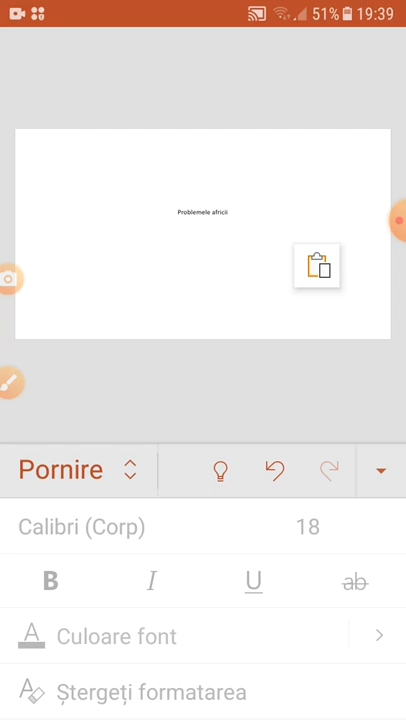 51% 19:39
Problemele africii
Pornire
Calibri (Corp) 18
B I U ab
A Culoare font
A Ștergeți formatarea